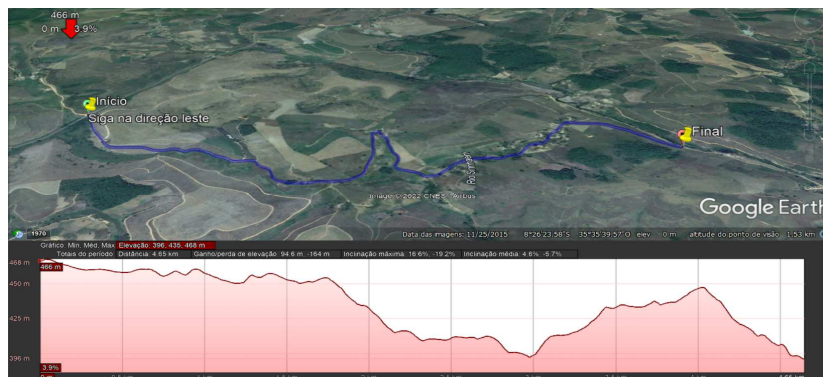 466 m
0 m 3.9%
Início
Siga na direção leste
Final
Image © 2022 CNES / Airbus
Google Earth
1970
Data das imagens: 11/25/2015 8°26'23.58"S 35°35'39.57"O elev 0 m altitude do ponto de visão 1.53 km
Gráfico: Mín, Méd, Máx Elevação: 396, 435, 468 m
Totais do período: Distância: 4.65 km Ganho/perda de elevação: 94.6 m -164 m Inclinação máxima: 16.6%, -19.2% Inclinação média: 4.6%, -5.7%
468 m
466 m
450 m
425 m
396 m
3.9%